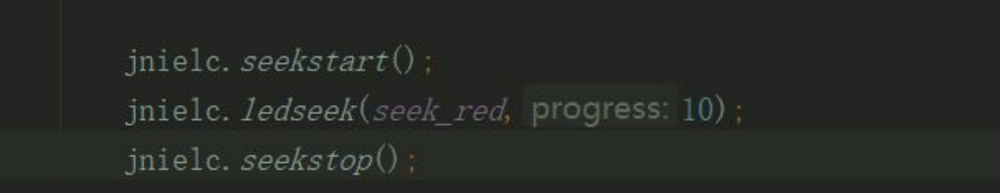 jnielc.seekstart();
jnielc.ledseek(seek_red, progress: 10);
jnielc.seekstop();